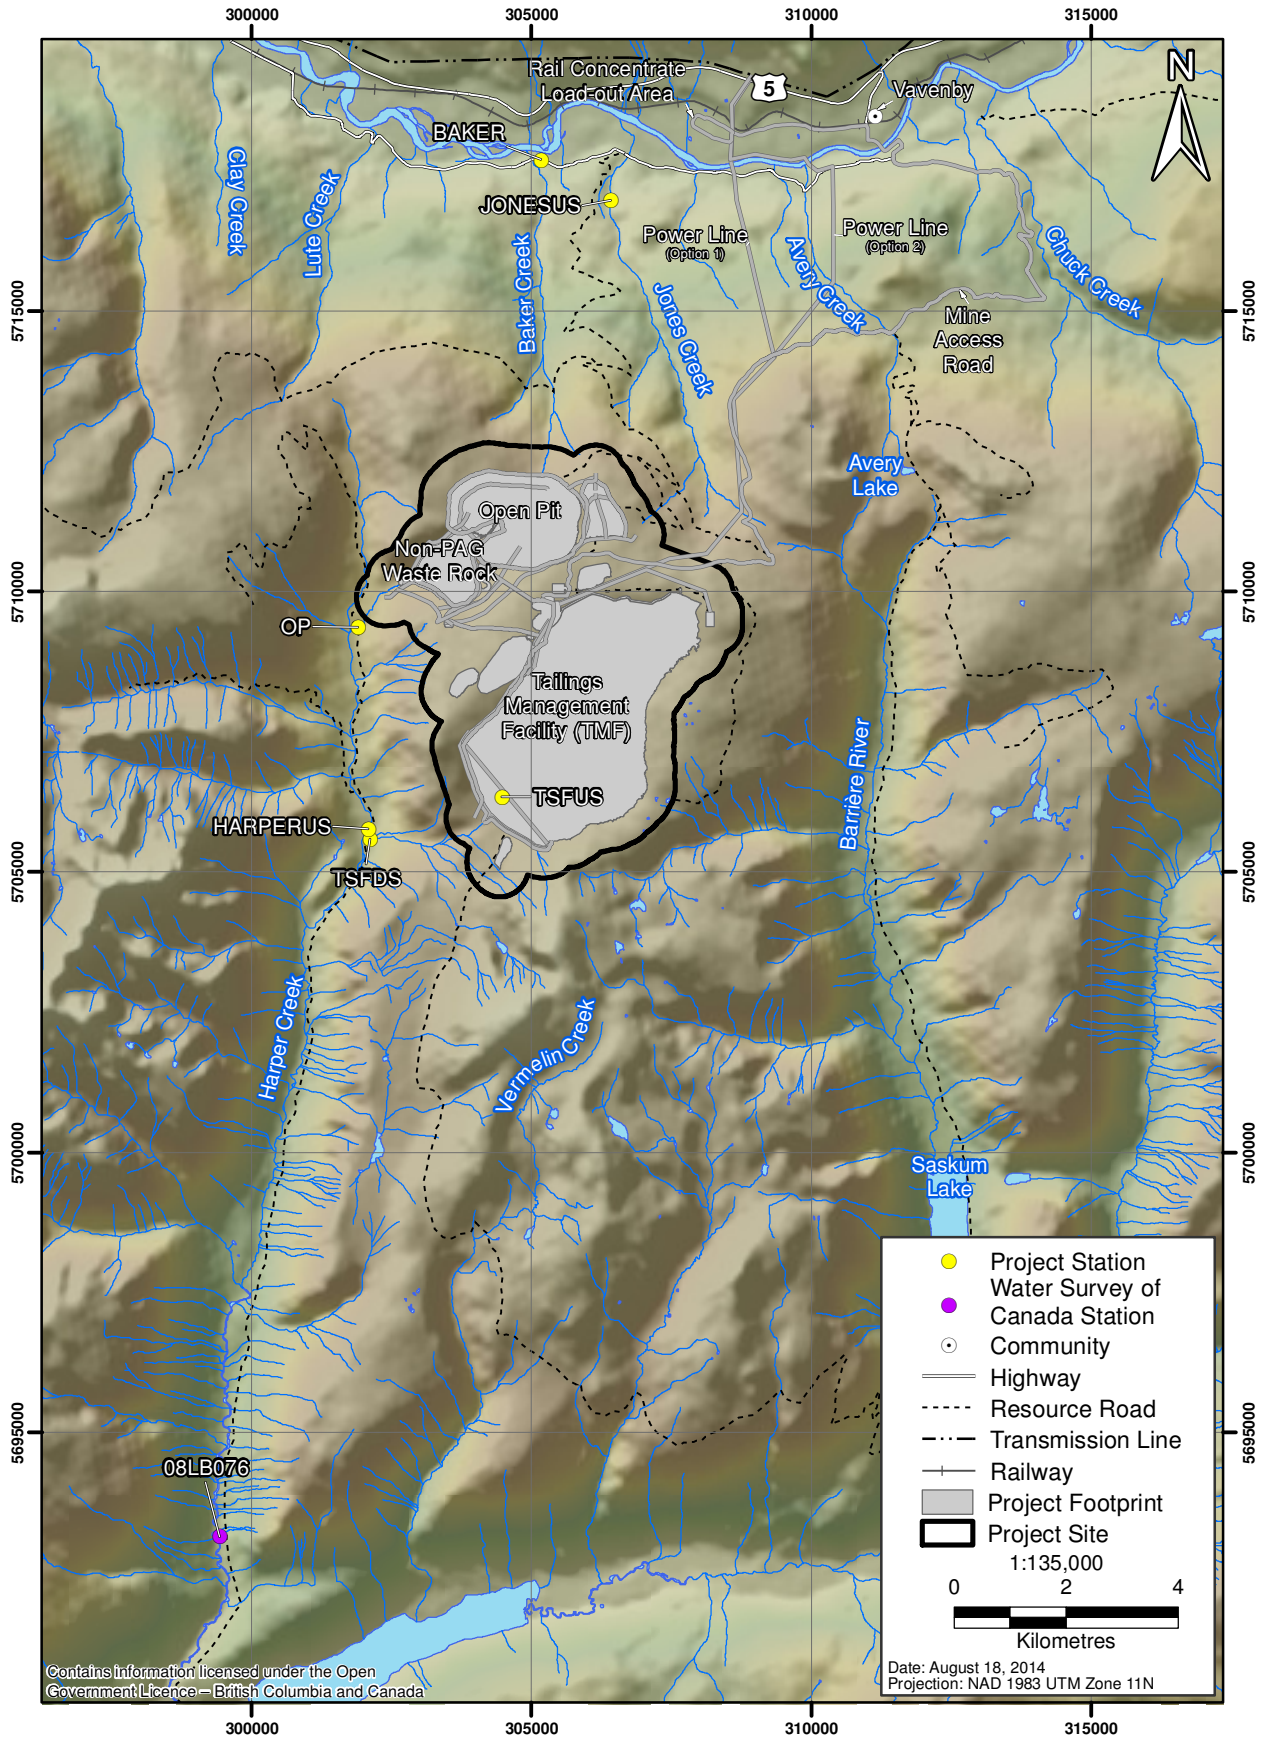 300000
305000
310000
315000
N
Rail Concentrate
Load-out Area
5
Vavenby
BAKER
JONESUS
Clay Creek
Lute Creek
Baker Creek
Jones Creek
Power Line
(Option 1)
Power Line
(Option 2)
Avery Creek
Chuck Creek
Mine
Access
Road
5715000
5715000
Avery
Lake
Open Pit
Non-PAG
Waste Rock
5710000
5710000
OP
Tailings
Management
Facility (TMF)
TSFUS
Barrière River
HARPERUS
TSFDS
5705000
5705000
Harper Creek
Vermelin Creek
5700000
5700000
Saskum
Lake
5695000
5695000
08LB076
Project Station
Water Survey of
Canada Station
Community
Highway
Resource Road
Transmission Line
Railway
Project Footprint
Project Site
1:135,000
0 2 4
Kilometres
Date: August 18, 2014
Projection: NAD 1983 UTM Zone 11N
Contains information licensed under the Open
Government Licence – British Columbia and Canada
300000
305000
310000
315000